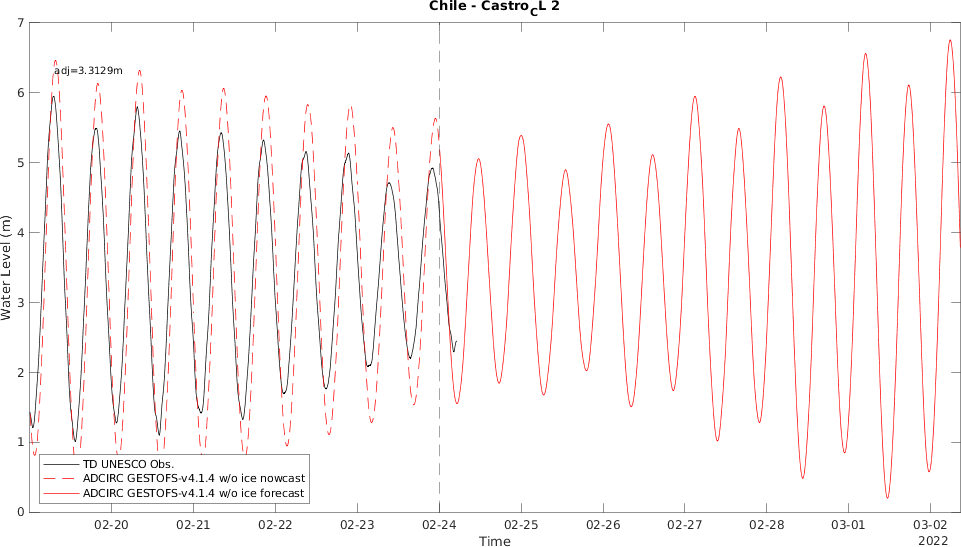 Chile - Castro_CL 2
adj=3.3129m
7
6
5
4
3
2
1
0
Water Level (m)
TD UNESCO Obs.
ADCIRC GESTOFS-v4.1.4 w/o ice nowcast
ADCIRC GESTOFS-v4.1.4 w/o ice forecast
02-20 02-21 02-22 02-23 02-24 02-25 02-26 02-27 02-28 03-01 03-02
Time
2022